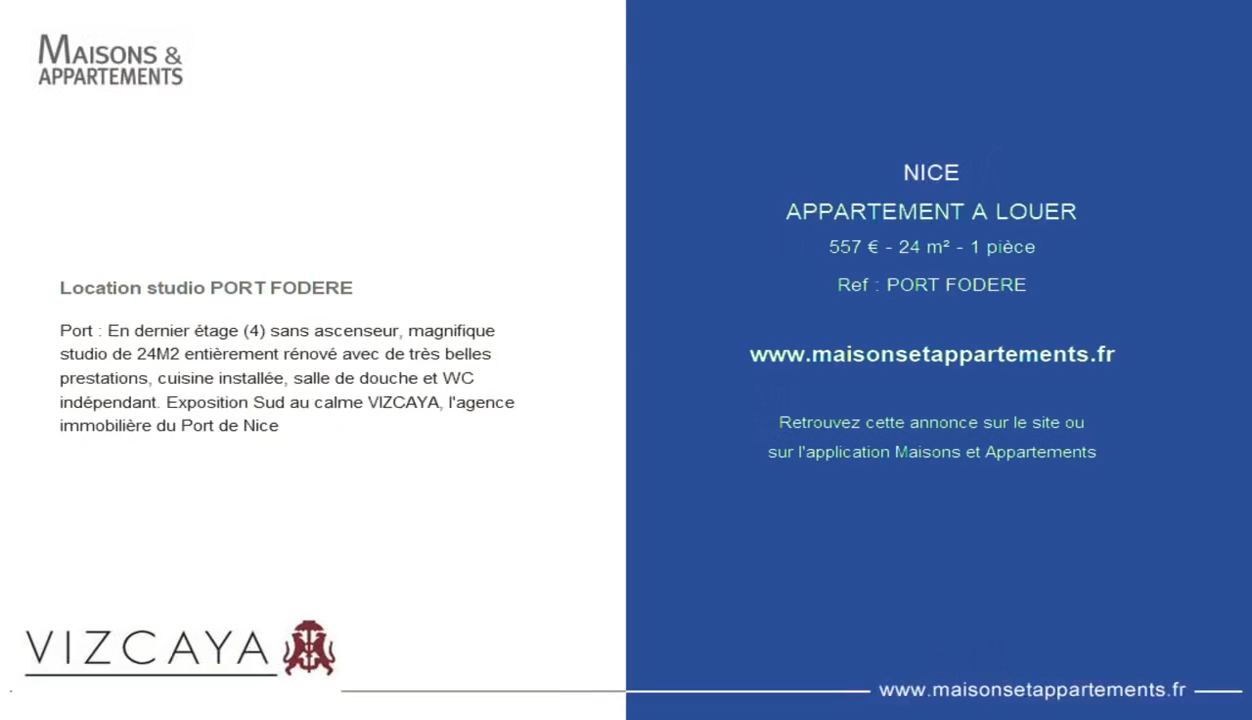 MAISONS &
APPARTEMENTS
Location studio PORT FODERE
Port : En dernier étage (4) sans ascenseur, magnifique
studio de 24M2 entièrement rénové avec de très belles
prestations, cuisine installée, salle de douche et WC
indépendant. Exposition Sud au calme VIZCAYA, l'agence
immobilière du Port de Nice
VIZCAYA
NICE
APPARTEMENT A LOUER
557 € - 24 m² - 1 pièce
Ref : PORT FODERE
www.maisonsetappartements.fr
Retrouvez cette annonce sur le site ou
sur l'application Maisons et Appartements
www.maisonsetappartements.fr